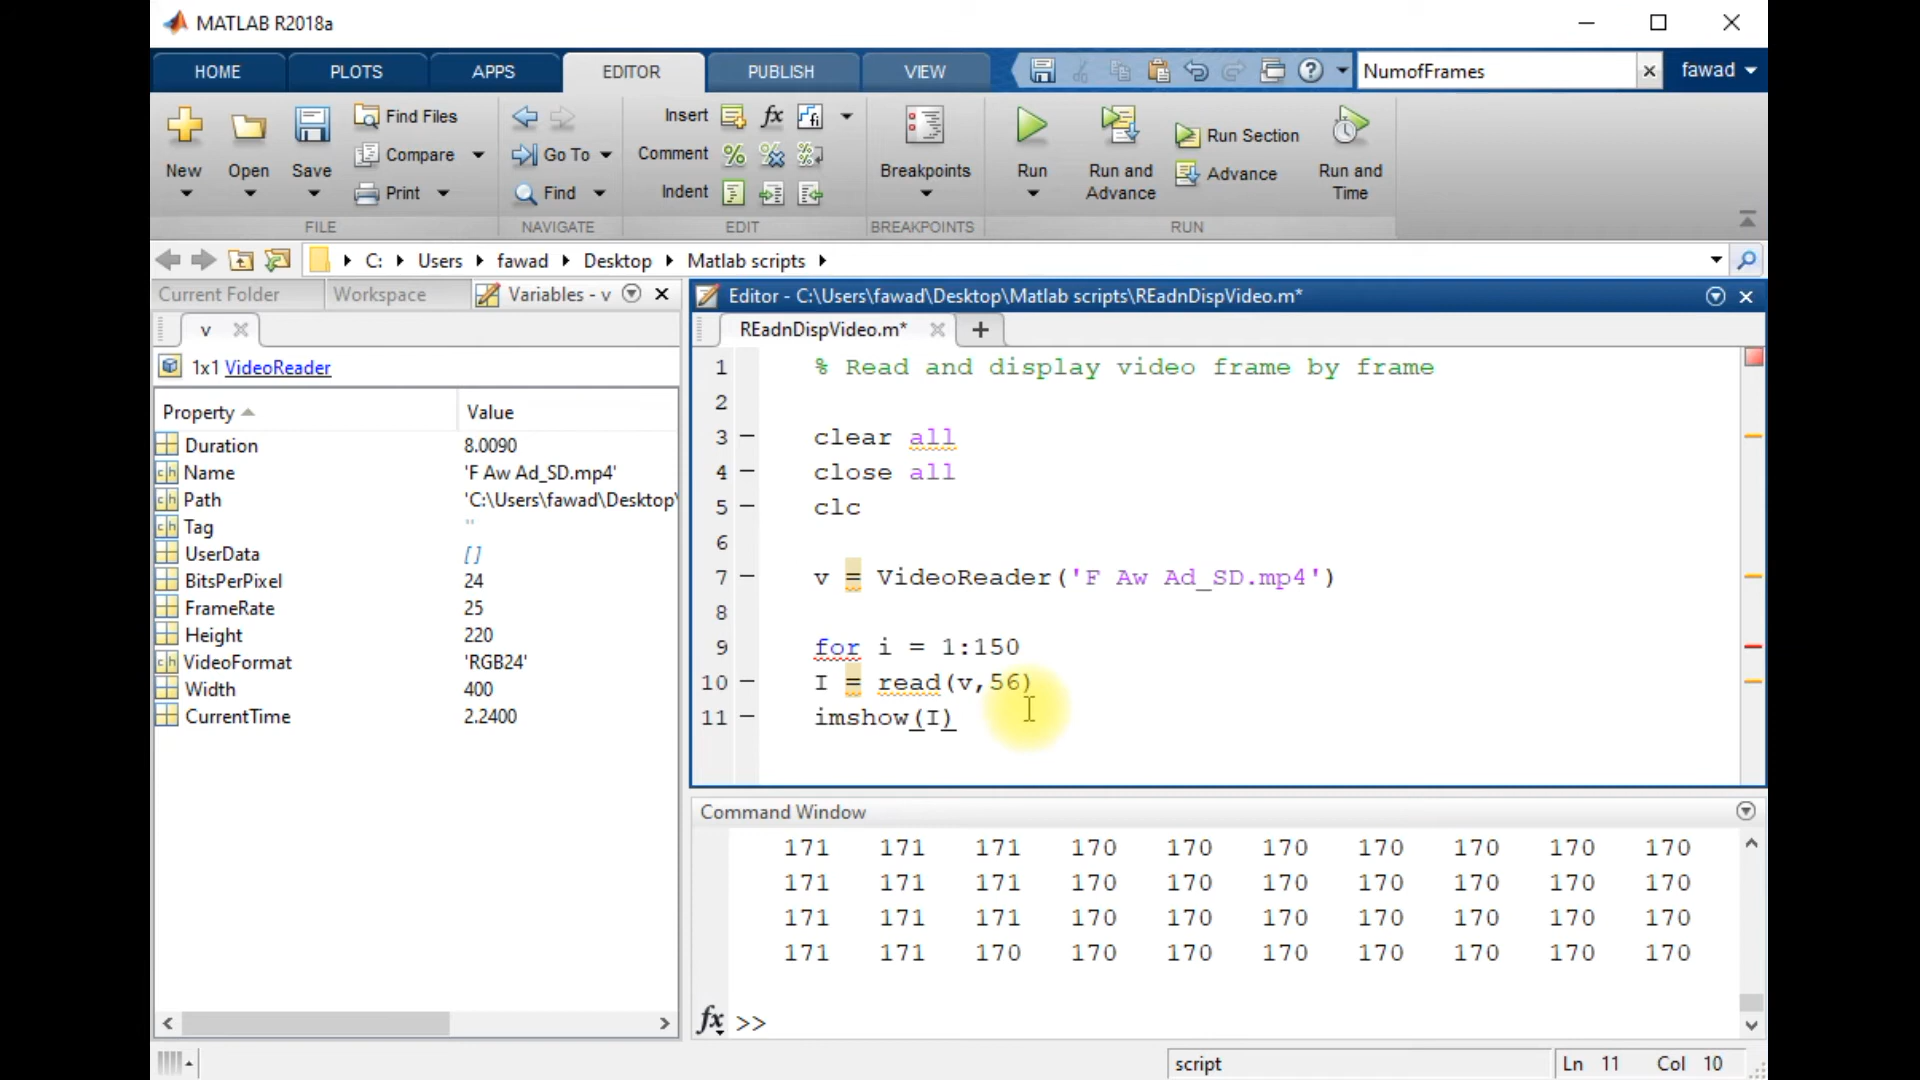 MATLAB R2018a
HOME PLOTS APPS EDITOR PUBLISH VIEW NumofFrames fawad
New Open Save Find Files Compare Print
Go To Find
Insert fx
Comment
Indent
Breakpoints
Run Run and Advance Run Section Advance Run and Time
FILE NAVIGATE EDIT BREAKPOINTS RUN
C: Users fawad Desktop Matlab scripts
Current Folder Workspace Variables - v
v
1x1 VideoReader
Property Value
Duration 8.0090
Name 'F Aw Ad_SD.mp4'
Path 'C:\Users\fawad\Desktop\
Tag ''
UserData []
BitsPerPixel 24
FrameRate 25
Height 220
VideoFormat 'RGB24'
Width 400
CurrentTime 2.2400
Editor - C:\Users\fawad\Desktop\Matlab scripts\REadnDispVideo.m*
REadnDispVideo.m* +
1 % Read and display video frame by frame
2
3 – clear all
4 – close all
5 – clc
6
7 – v = VideoReader('F Aw Ad_SD.mp4')
8
9 for i = 1:150
10 – I = read(v,56)
11 – imshow(I)
Command Window
171 171 171 170 170 170 170 170 170 170
171 171 171 170 170 170 170 170 170 170
171 171 171 170 170 170 170 170 170 170
171 171 170 170 170 170 170 170 170 170
fx >>
script Ln 11 Col 10